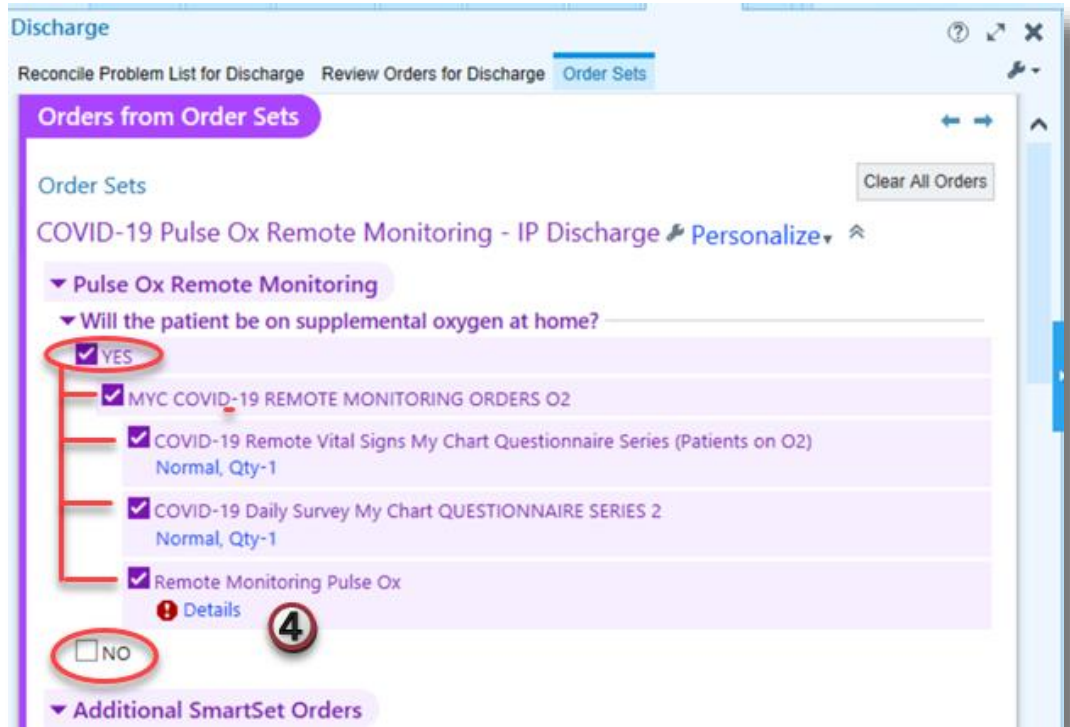 Discharge
Reconcile Problem List for Discharge Review Orders for Discharge Order Sets
Orders from Order Sets
Order Sets Clear All Orders
COVID-19 Pulse Ox Remote Monitoring - IP Discharge Personalize
Pulse Ox Remote Monitoring
Will the patient be on supplemental oxygen at home?
YES
MYC COVID-19 REMOTE MONITORING ORDERS O2
COVID-19 Remote Vital Signs My Chart Questionnaire Series (Patients on O2)
Normal, Qty-1
COVID-19 Daily Survey My Chart QUESTIONNAIRE SERIES 2
Normal, Qty-1
Remote Monitoring Pulse Ox
Details 4
NO
Additional SmartSet Orders